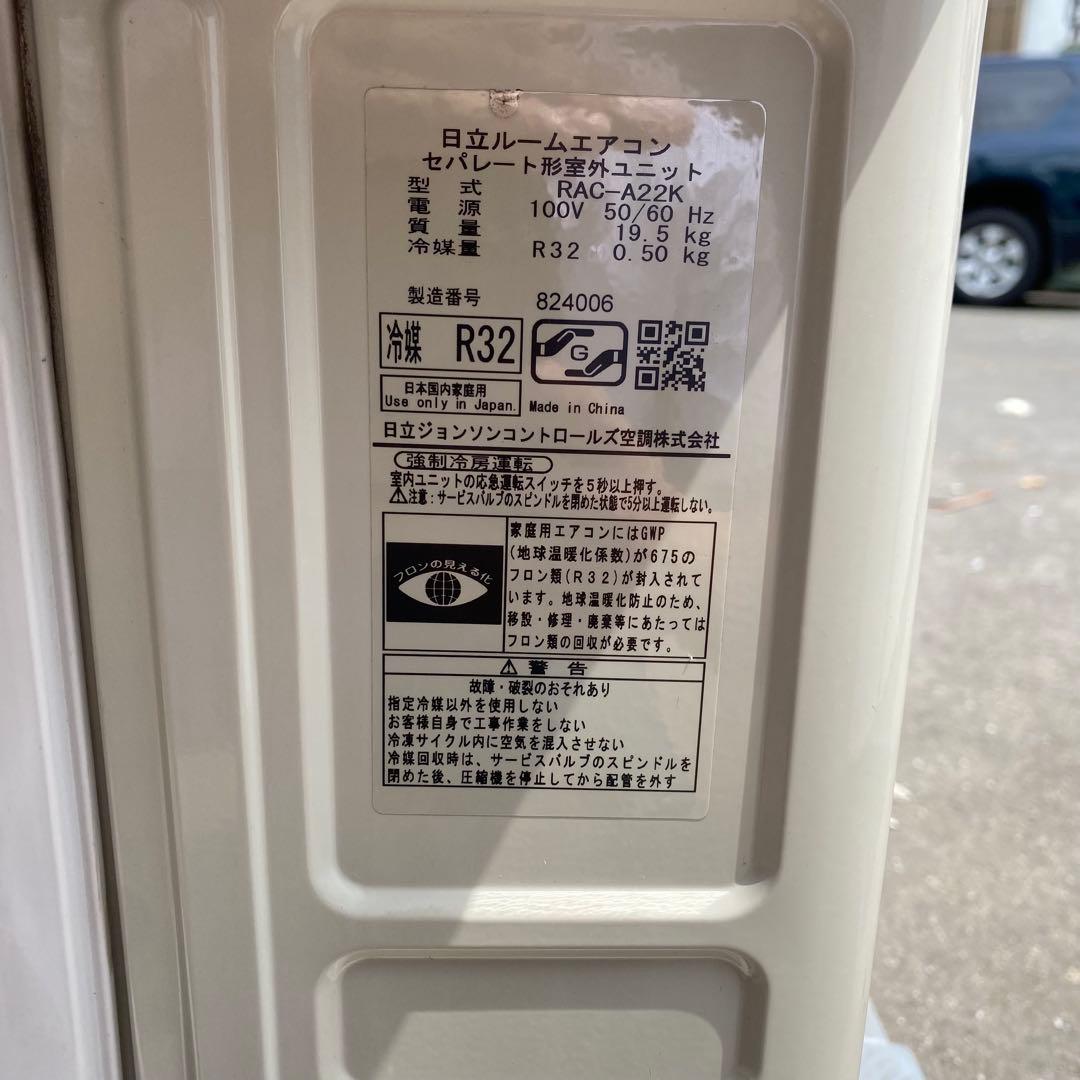 日立ルームエアコン
セパレート形室外ユニット
型 式 RAC-A22K
電 源 100V 50/60 Hz
質 量 19.5 kg
冷媒量 R32 0.50 kg
製造番号 824006
冷媒 R32
G
日本国内家庭用
Use only in Japan.
Made in China
日立ジョンソンコントロールズ空調株式会社
強制冷房運転
室内ユニットの応急運転スイッチを5秒以上押す。
⚠注意:サービスバルブのスピンドルを閉めた状態で5分以上運転しない。
フロンの見える化
家庭用エアコンにはGWP
(地球温暖化係数)が675の
フロン類(R32)が封入されて
います。地球温暖化防止のため、
移設・修理・廃棄等にあたっては
フロン類の回収が必要です。
⚠ 警 告
故障・破裂のおそれあり
指定冷媒以外を使用しない
お客様自身で工事作業をしない
冷凍サイクル内に空気を混入させない
冷媒回収時は、サービスバルブのスピンドルを
閉めた後、圧縮機を停止してから配管を外す